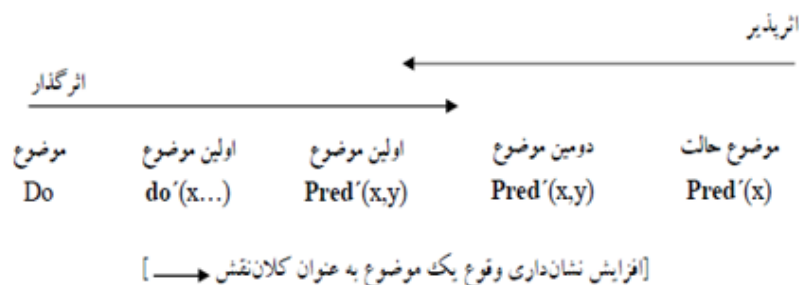 اثرپذیر
اثرگذار
موضوع اولین موضوع اولین موضوع دومین موضوع موضوع حالت
Do do´(x…) Pred´(x,y) Pred´(x,y) Pred´(x)
[افزایش نشان‌داری وقوع یک موضوع به عنوان کلان‌نقش →]